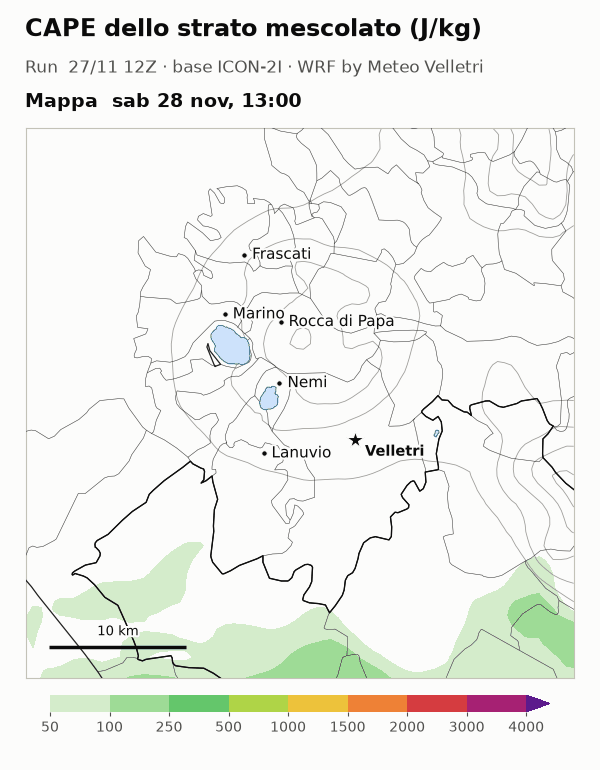 CAPE dello strato mescolato (J/kg)
Run 27/11 12Z · base ICON-2I · WRF by Meteo Velletri
Mappa sab 28 nov, 13:00
Frascati
Marino
Rocca di Papa
Nemi
Velletri
Lanuvio
10 km
50 100 250 500 1000 1500 2000 3000 4000